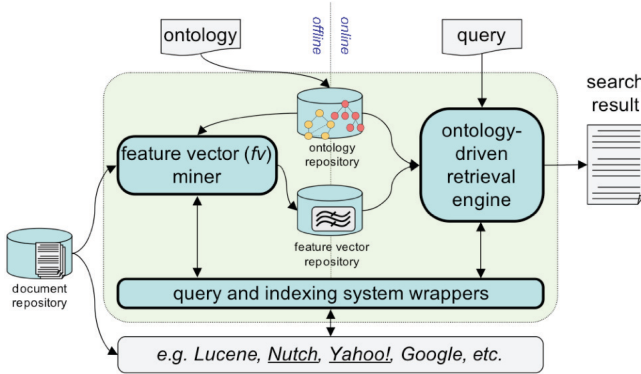 ontology
offline
online
query
search
result
feature vector (fv)
miner
ontology
repository
ontology-
driven
retrieval
engine
feature vector
repository
document
repository
query and indexing system wrappers
e.g. Lucene, Nutch, Yahoo!, Google, etc.